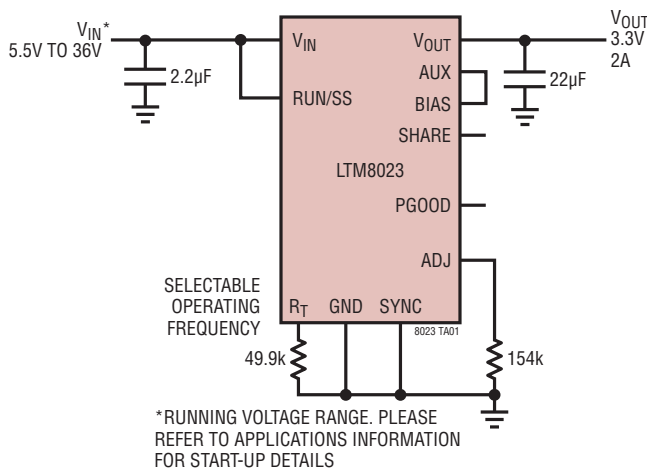 VIN*
5.5V TO 36V
2.2µF
VIN
RUN/SS
VOUT
AUX
BIAS
SHARE
LTM8023
PGOOD
ADJ
RT GND SYNC
VOUT
3.3V
2A
22µF
SELECTABLE
OPERATING
FREQUENCY
8023 TA01
49.9k
154k
*RUNNING VOLTAGE RANGE. PLEASE
REFER TO APPLICATIONS INFORMATION
FOR START-UP DETAILS